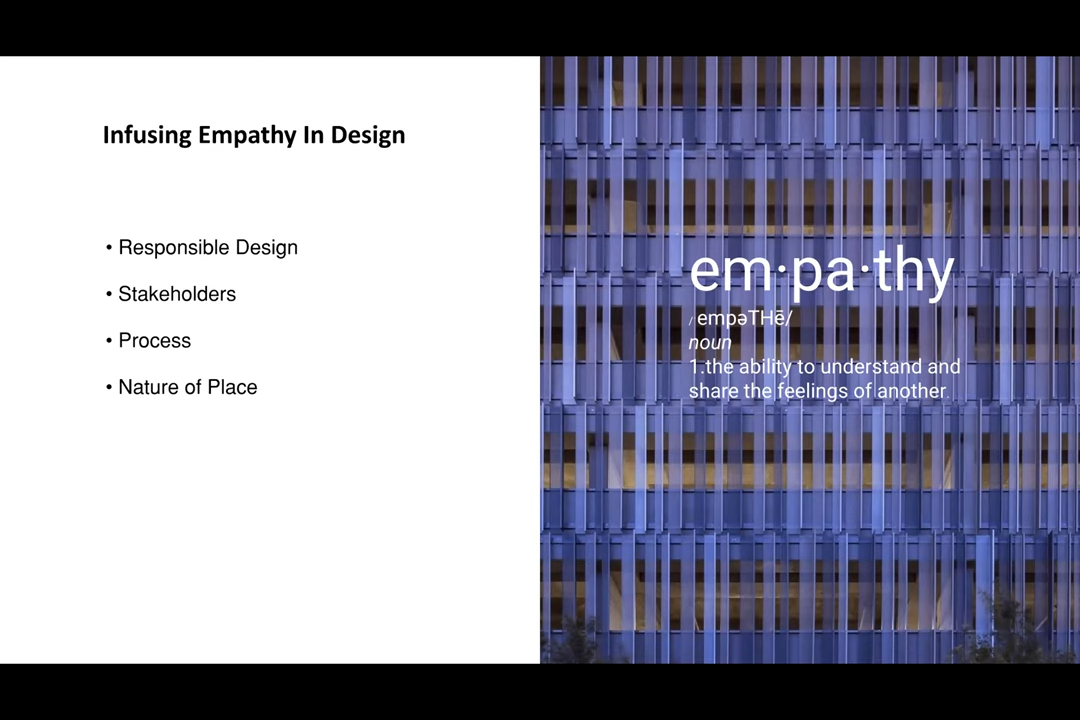 Infusing Empathy In Design
• Responsible Design
• Stakeholders
• Process
• Nature of Place
em·pa·thy
/ empəTHē/
noun
1.the ability to understand and
share the feelings of another.